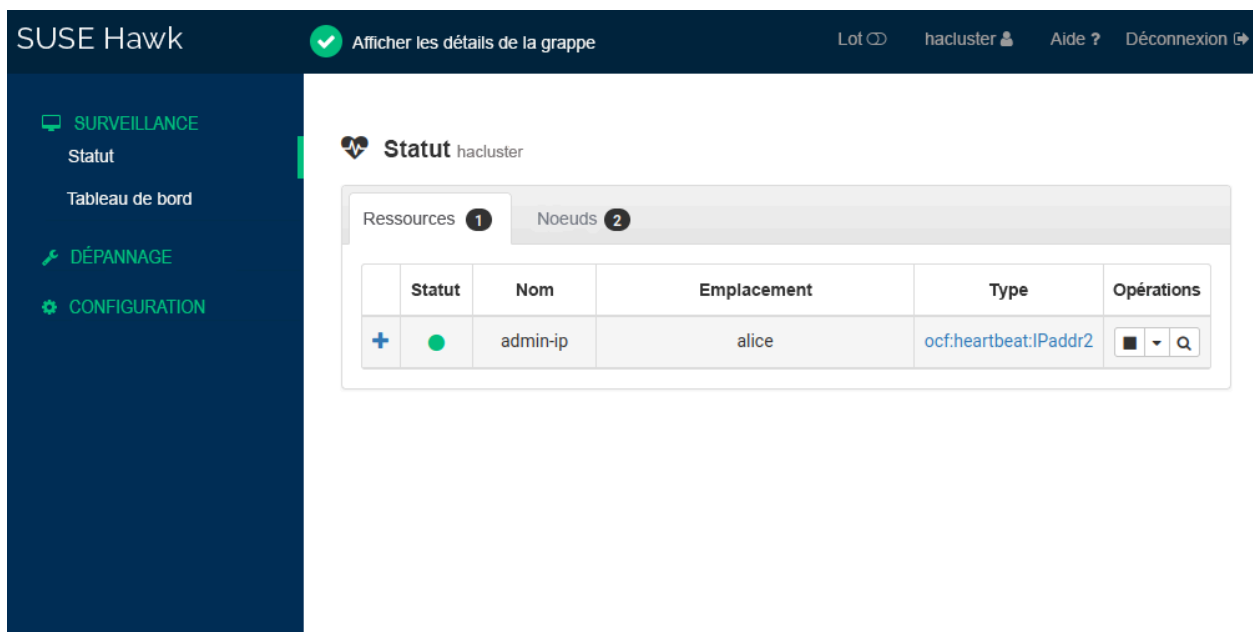 SUSE Hawk
Afficher les détails de la grappe
Lot
hacluster
Aide ?
Déconnexion
SURVEILLANCE
Statut
Tableau de bord
DÉPANNAGE
CONFIGURATION
Statut hacluster
Ressources 1
Noeuds 2
Statut Nom Emplacement Type Opérations
admin-ip alice ocf:heartbeat:IPaddr2